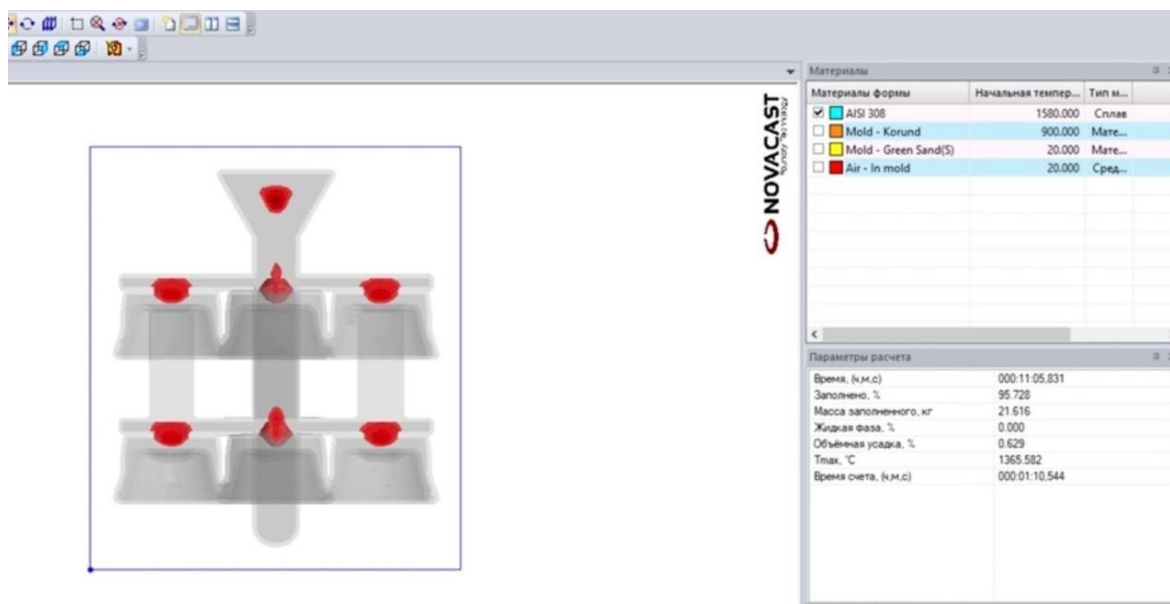 Материалы
Материалы формы Начальная темпер... Тип м...
AISI 308 1580.000 Сплав
Mold - Korund 900.000 Мате...
Mold - Green Sand(S) 20.000 Мате...
Air - In mold 20.000 Сред...
NOVACAST
Параметры расчета
Время, (ч,м,с) 000:11:05,831
Заполнено, % 95.728
Масса заполненного, кг 21.616
Жидкая фаза, % 0.000
Объёмная усадка, % 0.629
Tmax, °C 1365.582
Время счета, (ч,м,с) 000:01:10,544